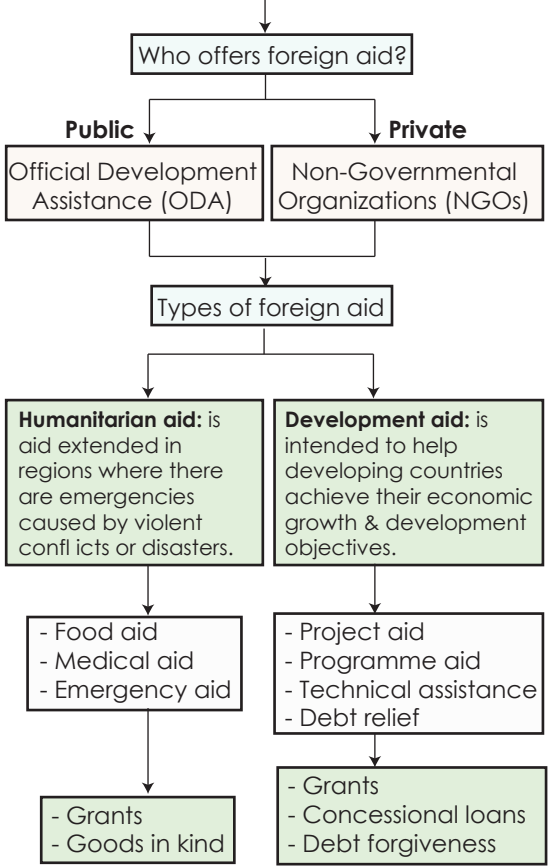 Who offers foreign aid?
Public
Private
Official Development
Assistance (ODA)
Non-Governmental
Organizations (NGOs)
Types of foreign aid
Humanitarian aid: is
aid extended in
regions where there
are emergencies
caused by violent
confl icts or disasters.
Development aid: is
intended to help
developing countries
achieve their economic
growth & development
objectives.
- Food aid
- Medical aid
- Emergency aid
- Project aid
- Programme aid
- Technical assistance
- Debt relief
- Grants
- Goods in kind
- Grants
- Concessional loans
- Debt forgiveness